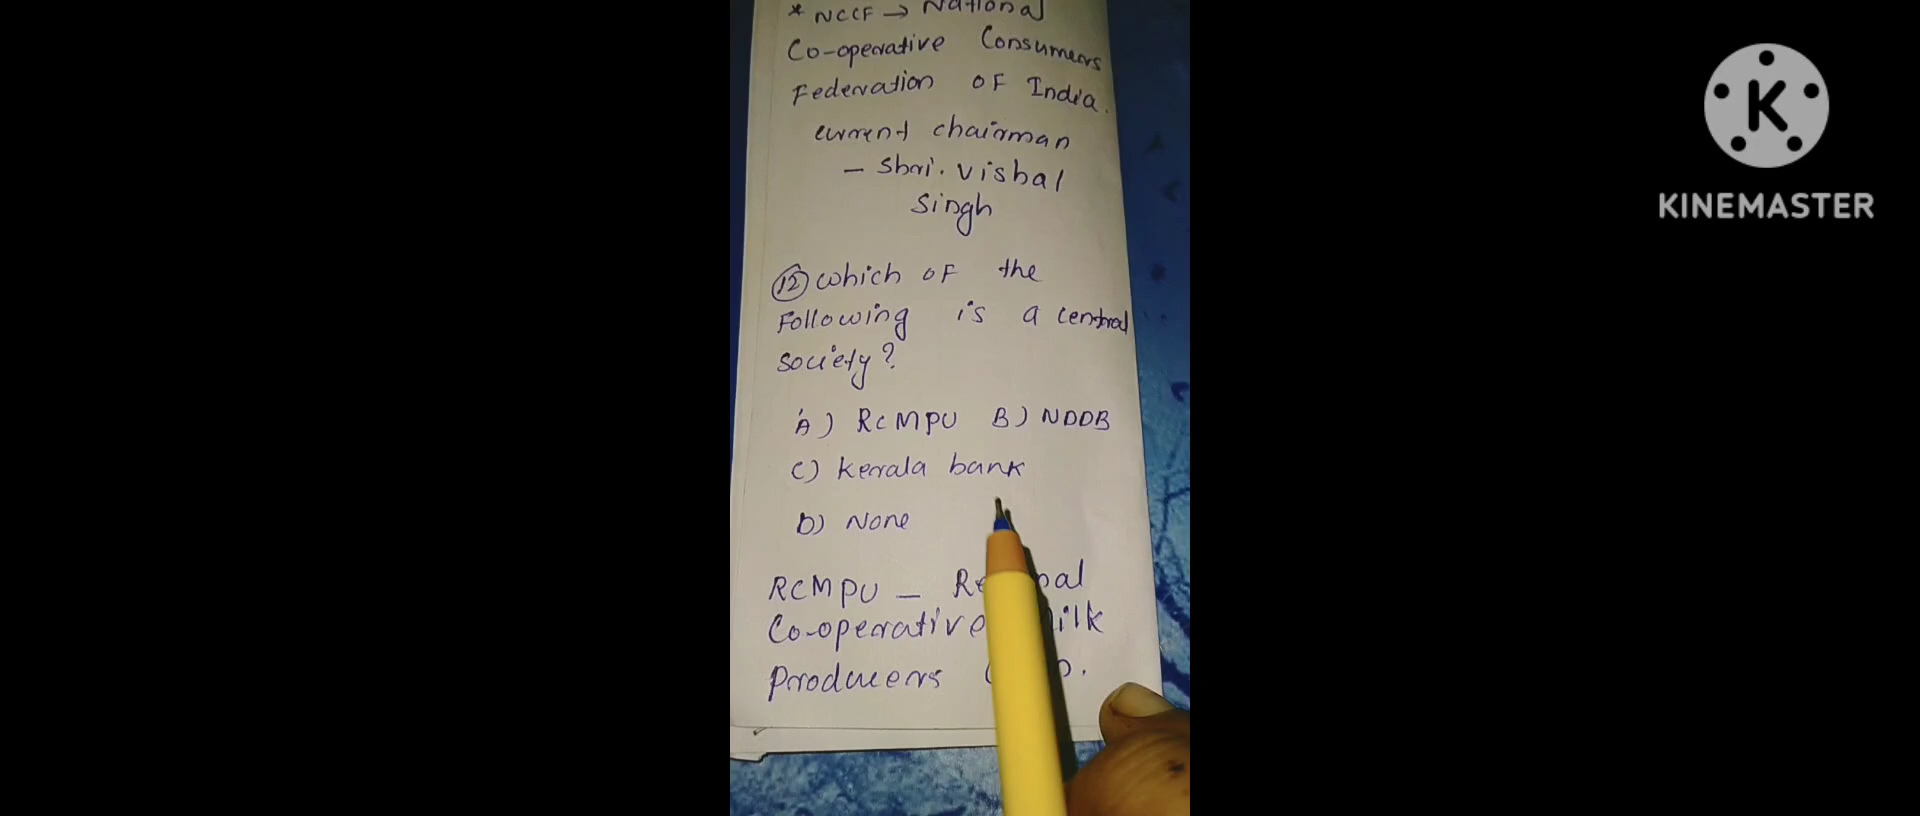 * NCCF → National
Co-operative Consumers
Federation OF India.
current chairman
- Shri. Vishal
Singh
12 Which OF the
Following is a central
society?
A) RCMPU B) NDDB
C) Kerala bank
D) None
RCMPU -
Co-operative
Producers
KINEMASTER